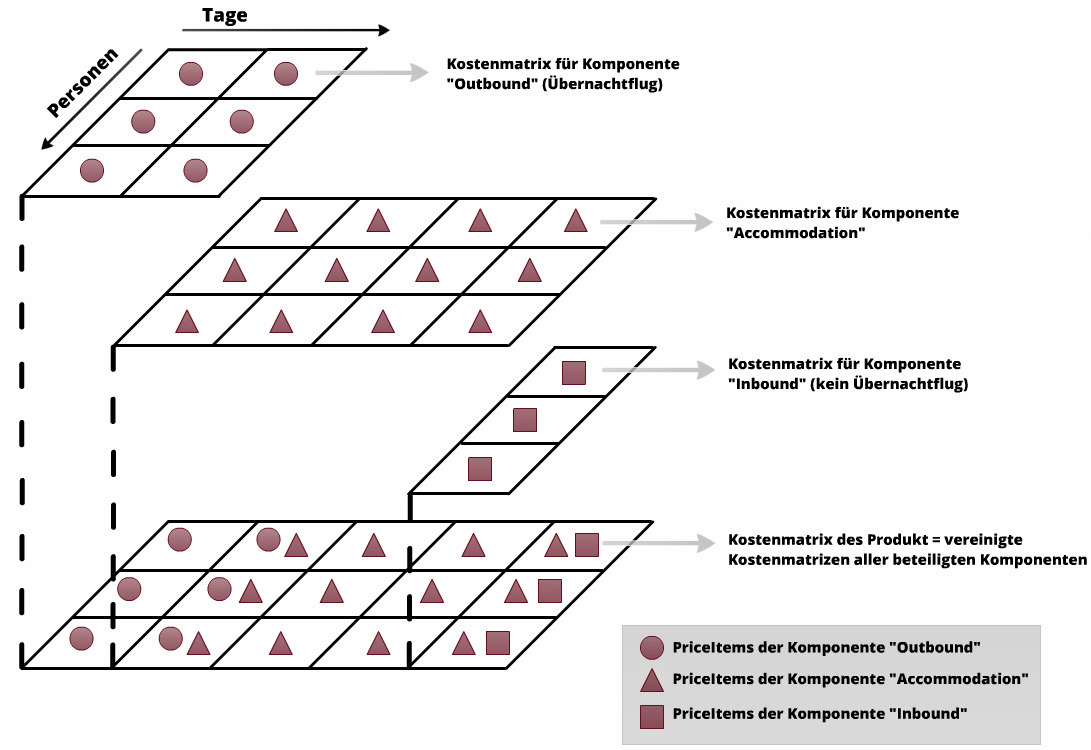 Tage
Personen
Kostenmatrix für Komponente
"Outbound" (Übernachtflug)
Kostenmatrix für Komponente
"Accommodation"
Kostenmatrix für Komponente
"Inbound" (kein Übernachtflug)
Kostenmatrix des Produkt = vereinigte
Kostenmatrizen aller beteiligten Komponenten
PriceItems der Komponente "Outbound"
PriceItems der Komponente "Accommodation"
PriceItems der Komponente "Inbound"